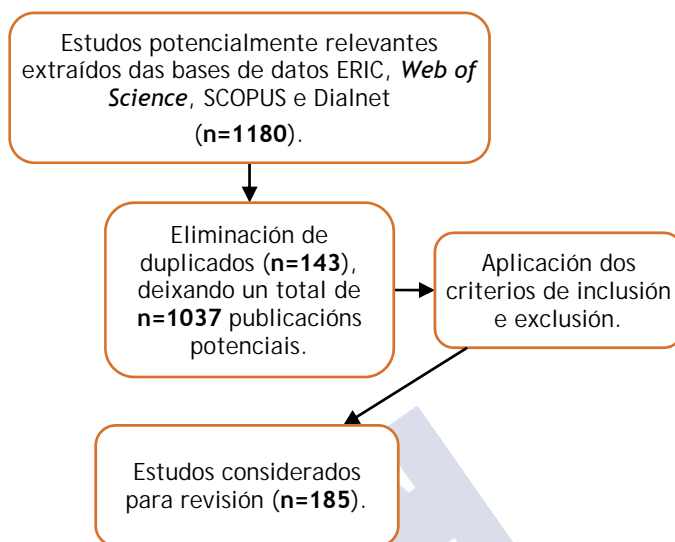 Estudos potencialmente relevantes
extraídos das bases de datos ERIC, Web of
Science, SCOPUS e Dialnet
(n=1180).
Eliminación de
duplicados (n=143),
deixando un total de
n=1037 publicacións
potenciais.
Aplicación dos
criterios de inclusión
e exclusión.
Estudos considerados
para revisión (n=185).